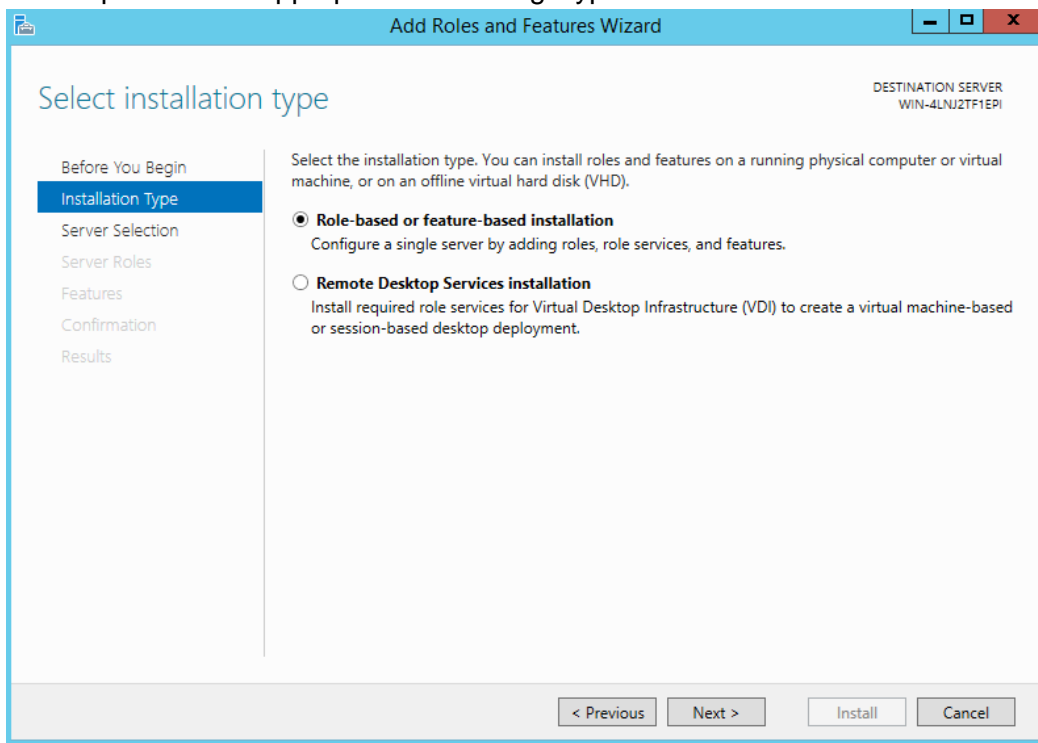 Add Roles and Features Wizard
Select installation type
DESTINATION SERVER
WIN-4LNJ2TF1EPI
Before You Begin
Installation Type
Server Selection
Server Roles
Features
Confirmation
Results
Select the installation type. You can install roles and features on a running physical computer or virtual
machine, or on an offline virtual hard disk (VHD).
Role-based or feature-based installation
Configure a single server by adding roles, role services, and features.
Remote Desktop Services installation
Install required role services for Virtual Desktop Infrastructure (VDI) to create a virtual machine-based
or session-based desktop deployment.
< Previous
Next >
Install
Cancel